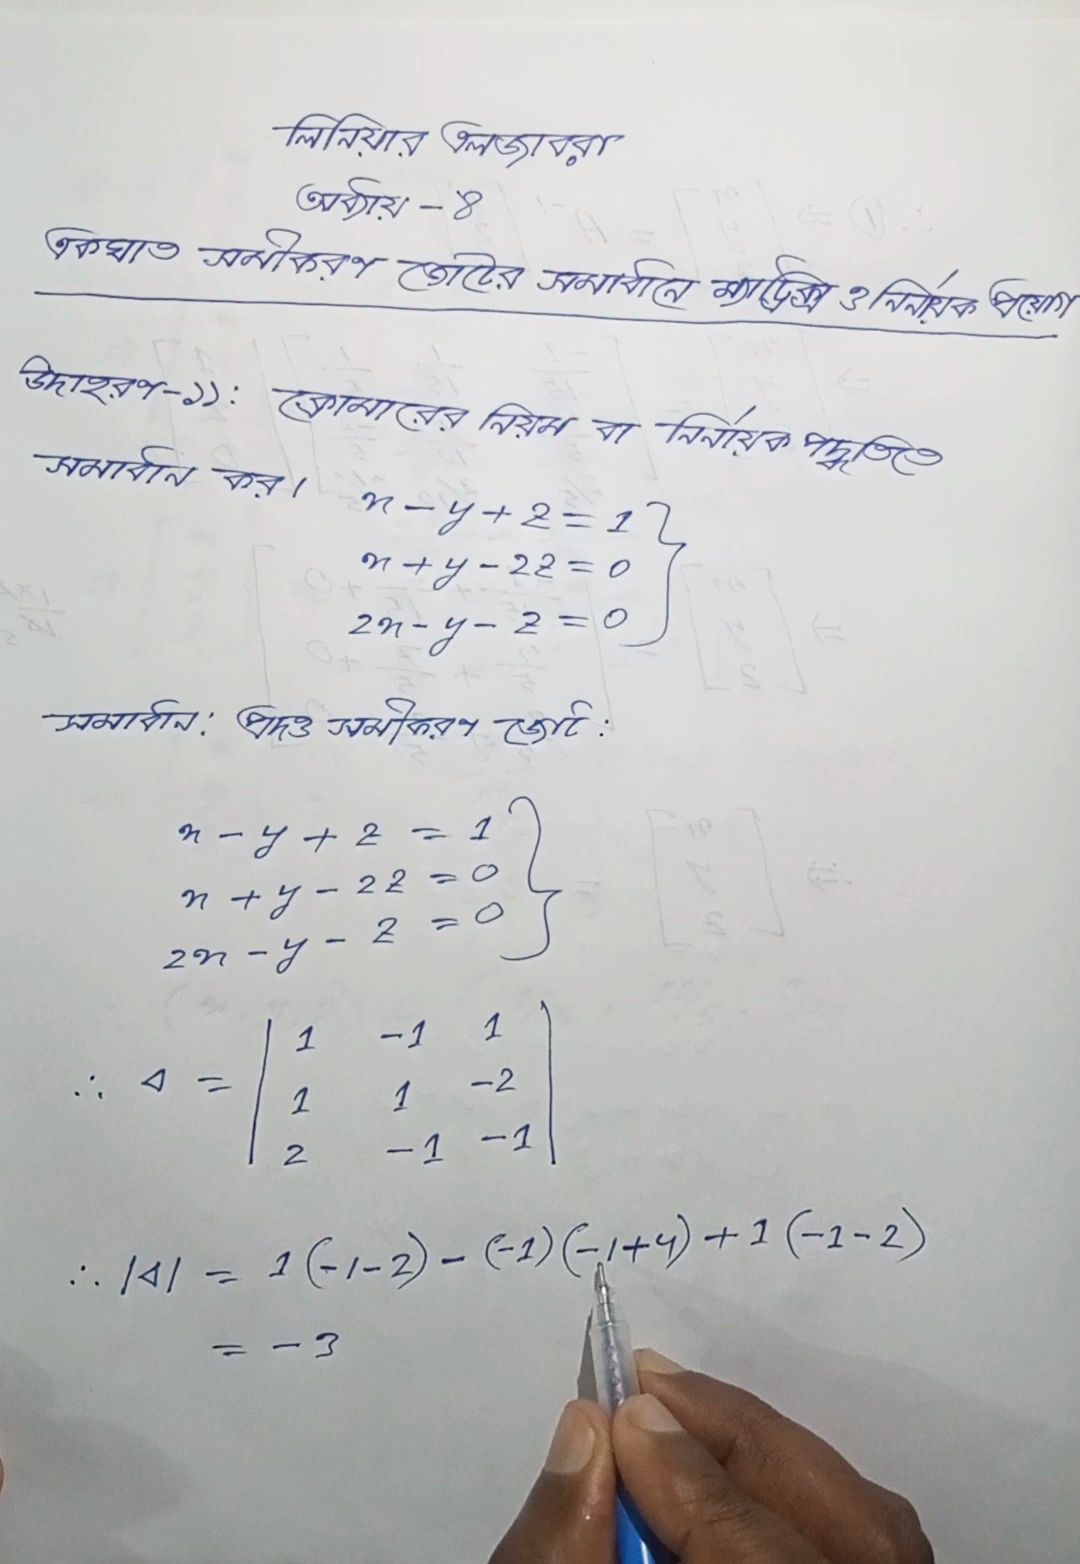 লিনিয়ার এলজাবরা
অধ্যায় - ৪
একঘাত সমীকরণ জোটের সমাধানে ম্যাট্রিক্স ও নির্ণায়ক প্রয়োগ
উদাহরণ-১১: ক্রেমারের নিয়ম বা নির্ণায়ক পদ্ধতিতে
সমাধান কর।
x - y + z = 1
x + y - 2z = 0
2x - y - z = 0
সমাধান: প্রদত্ত সমীকরণ জোট:
x - y + z = 1
x + y - 2z = 0
2x - y - z = 0
∴ Δ = | 1 -1 1 |
| 1 1 -2 |
| 2 -1 -1 |
∴ |Δ| = 1(-1-2) - (-1)(-1+4) + 1(-1-2)
= -3